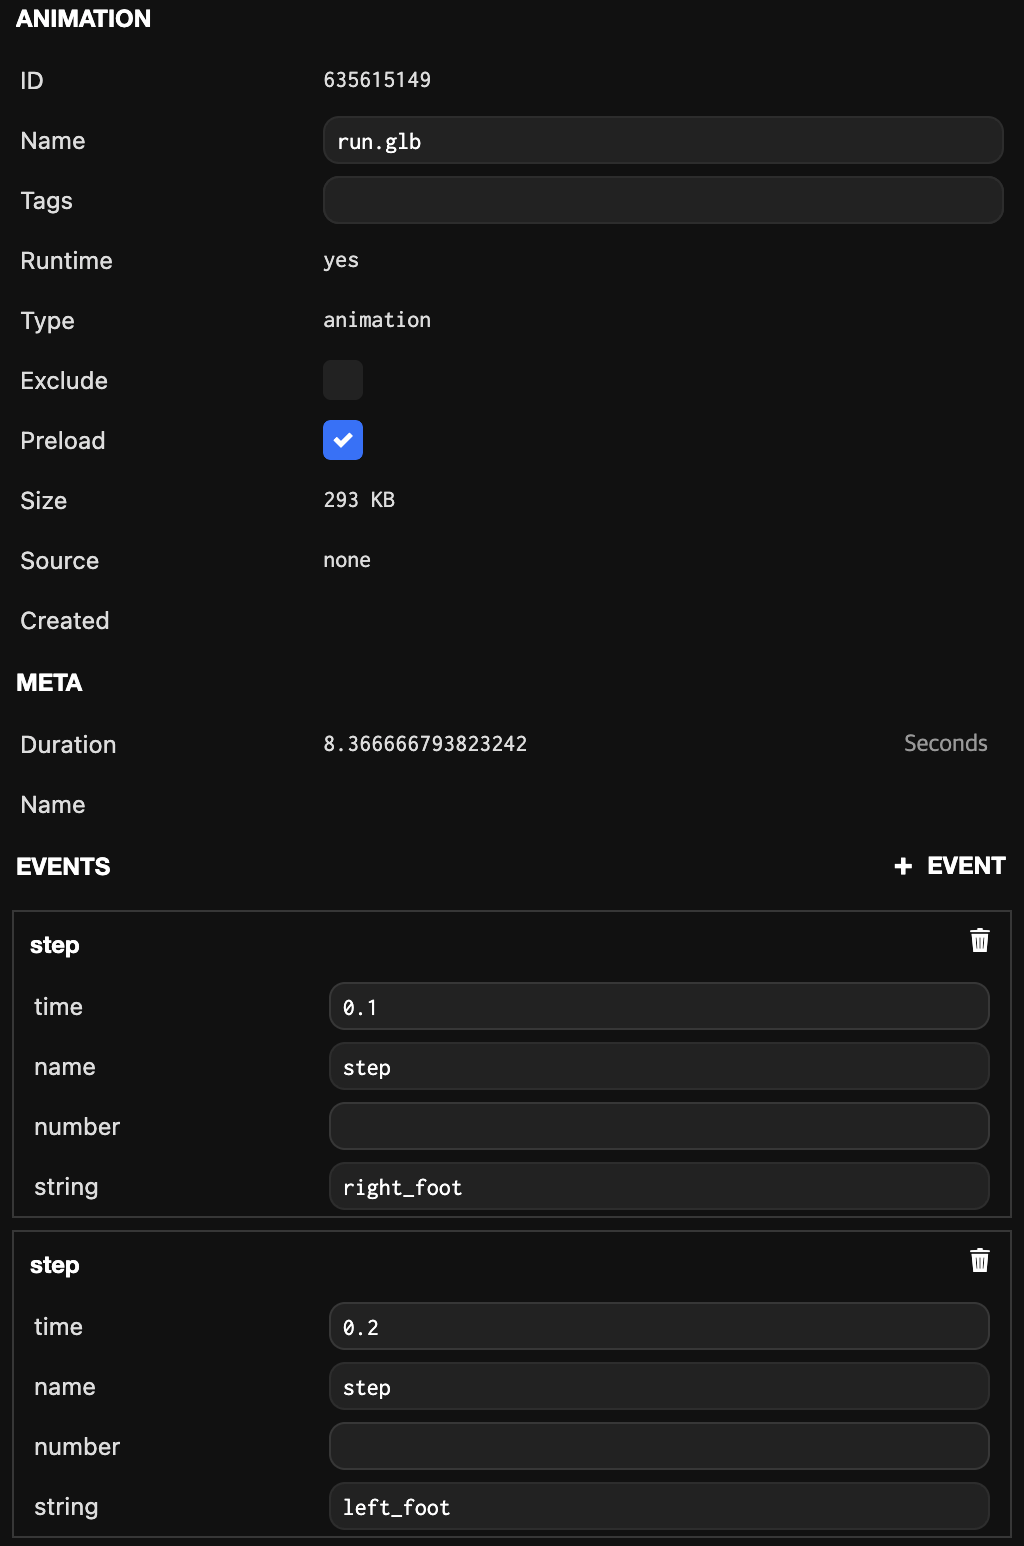 ANIMATION
ID 635615149
Name run.glb
Tags
Runtime yes
Type animation
Exclude
Preload
Size 293 KB
Source none
Created
META
Duration 8.366666793823242 Seconds
Name
EVENTS + EVENT
step
time 0.1
name step
number
string right_foot
step
time 0.2
name step
number
string left_foot